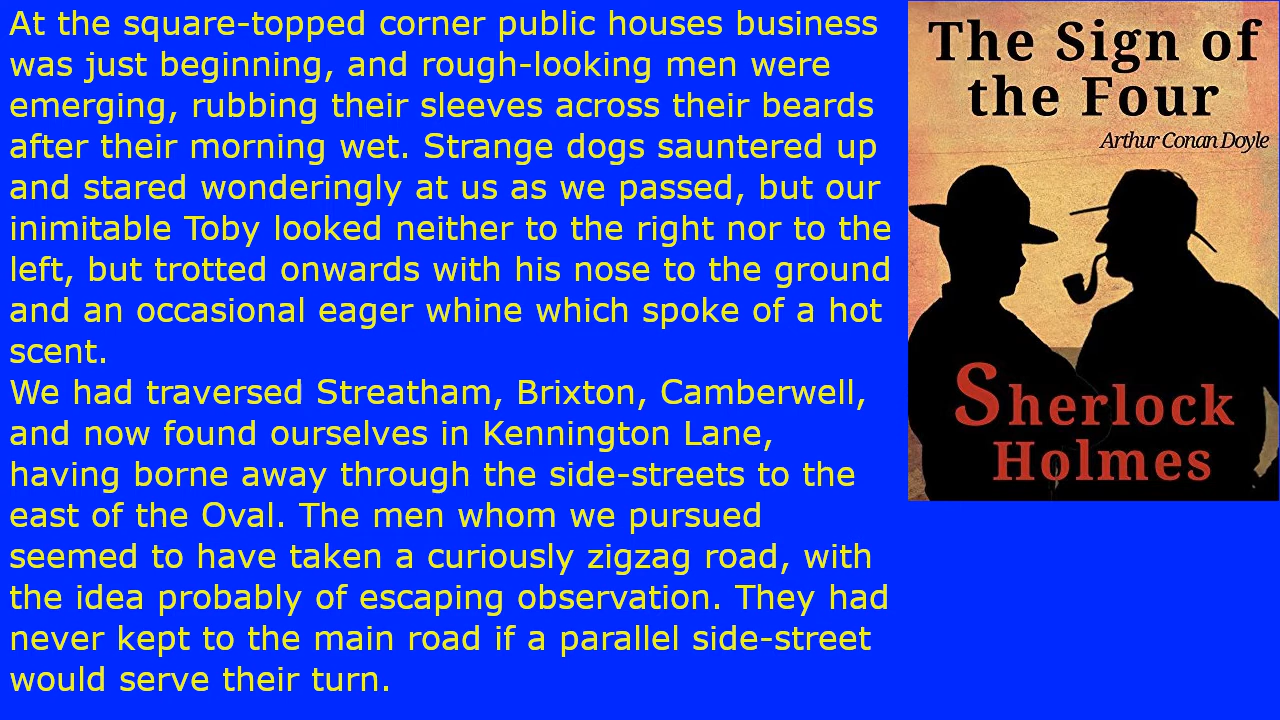 At the square-topped corner public houses business
was just beginning, and rough-looking men were
emerging, rubbing their sleeves across their beards
after their morning wet. Strange dogs sauntered up
and stared wonderingly at us as we passed, but our
inimitable Toby looked neither to the right nor to the
left, but trotted onwards with his nose to the ground
and an occasional eager whine which spoke of a hot
scent.
We had traversed Streatham, Brixton, Camberwell,
and now found ourselves in Kennington Lane,
having borne away through the side-streets to the
east of the Oval. The men whom we pursued
seemed to have taken a curiously zigzag road, with
the idea probably of escaping observation. They had
never kept to the main road if a parallel side-street
would serve their turn.
The Sign of
the Four
Arthur Conan Doyle
Sherlock
Holmes